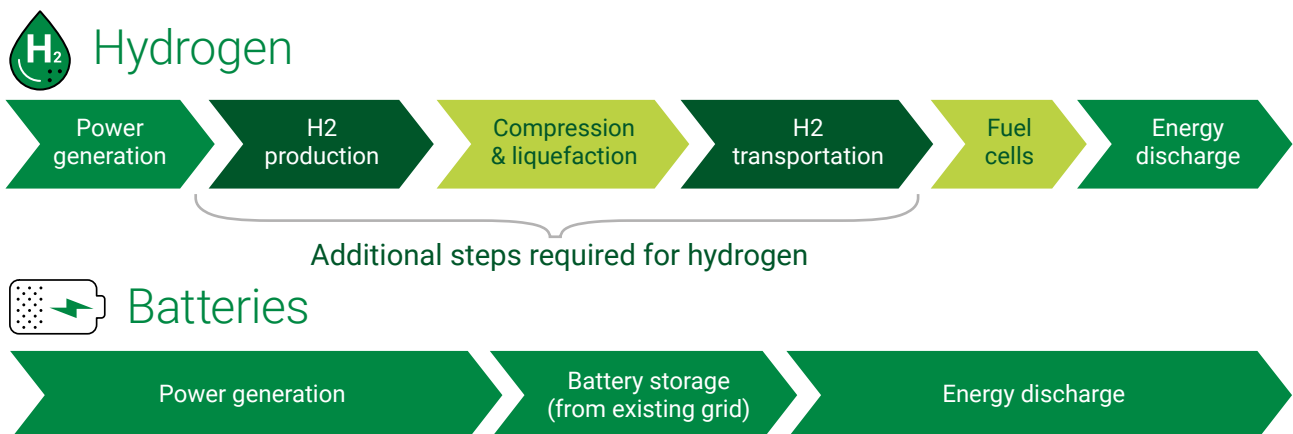 H2
Hydrogen
Power
generation
H2
production
Compression
& liquefaction
H2
transportation
Fuel
cells
Energy
discharge
Additional steps required for hydrogen
Batteries
Power generation
Battery storage
(from existing grid)
Energy discharge